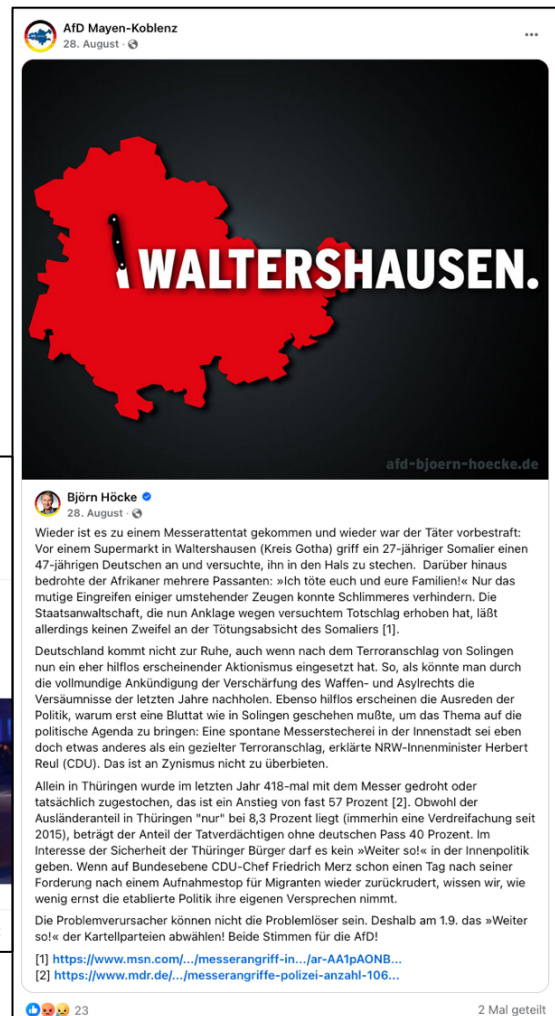 AfD Mayen-Koblenz
28. August ·
WALTERSHAUSEN.
afd-bjoern-hoecke.de
Björn Höcke
28. August ·
Wieder ist es zu einem Messerattentat gekommen und wieder war der Täter vorbestraft:
Vor einem Supermarkt in Waltershausen (Kreis Gotha) griff ein 27-jähriger Somalier einen
47-jährigen Deutschen an und versuchte, ihn in den Hals zu stechen. Darüber hinaus
bedrohte der Afrikaner mehrere Passanten: »Ich töte euch und eure Familien!« Nur das
mutige Eingreifen einiger umstehender Zeugen konnte Schlimmeres verhindern. Die
Staatsanwaltschaft, die nun Anklage wegen versuchtem Totschlag erhoben hat, läßt
allerdings keinen Zweifel an der Tötungsabsicht des Somaliers [1].
Deutschland kommt nicht zur Ruhe, auch wenn nach dem Terroranschlag von Solingen
nun ein eher hilflos erscheinender Aktionismus eingesetzt hat. So, als könnte man durch
die vollmundige Ankündigung der Verschärfung des Waffen- und Asylrechts die
Versäumnisse der letzten Jahre nachholen. Ebenso hilflos erscheinen die Ausreden der
Politik, warum erst eine Bluttat wie in Solingen geschehen mußte, um das Thema auf die
politische Agenda zu bringen: Eine spontane Messerstecherei in der Innenstadt sei eben
doch etwas anderes als ein gezielter Terroranschlag, erklärte NRW-Innenminister Herbert
Reul (CDU). Das ist an Zynismus nicht zu überbieten.
Allein in Thüringen wurde im letzten Jahr 418-mal mit dem Messer gedroht oder
tatsächlich zugestochen, das ist ein Anstieg von fast 57 Prozent [2]. Obwohl der
Ausländeranteil in Thüringen "nur" bei 8,3 Prozent liegt (immerhin eine Verdreifachung seit
2015), beträgt der Anteil der Tatverdächtigen ohne deutschen Pass 40 Prozent. Im
Interesse der Sicherheit der Thüringer Bürger darf es kein »Weiter so!« in der Innenpolitik
geben. Wenn auf Bundesebene CDU-Chef Friedrich Merz schon einen Tag nach seiner
Forderung nach einem Aufnahmestop für Migranten wieder zurückrudert, wissen wir, wie
wenig ernst die etablierte Politik ihre eigenen Versprechen nimmt.
Die Problemverursacher können nicht die Problemlöser sein. Deshalb am 1.9. das »Weiter
so!« der Kartellparteien abwählen! Beide Stimmen für die AfD!
[1] https://www.msn.com/.../messerangriff-in.../ar-AA1pAONB...
[2] https://www.mdr.de/.../messerangriffe-polizei-anzahl-106...
23
2 Mal geteilt